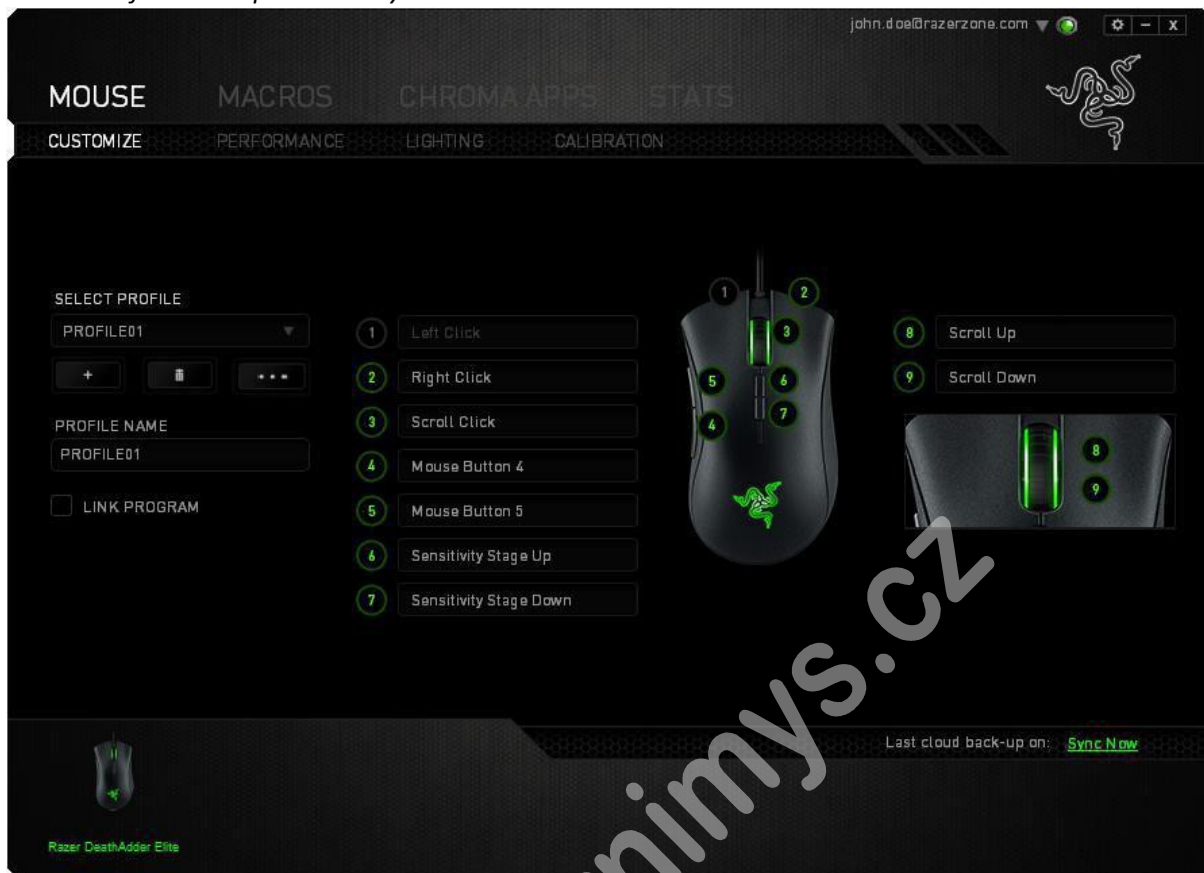 john.doe@razerzone.com
MOUSE MACROS CHROMA APPS STATS
CUSTOMIZE PERFORMANCE LIGHTING CALIBRATION
SELECT PROFILE
PROFILE01
+
PROFILE NAME
PROFILE01
LINK PROGRAM
1 Left Click
2 Right Click
3 Scroll Click
4 Mouse Button 4
5 Mouse Button 5
6 Sensitivity Stage Up
7 Sensitivity Stage Down
1
2
3
5
6
4
7
8 Scroll Up
9 Scroll Down
8
9
Last cloud back-up on: Sync Now
Razer DeathAdder Elite
nimys.cz